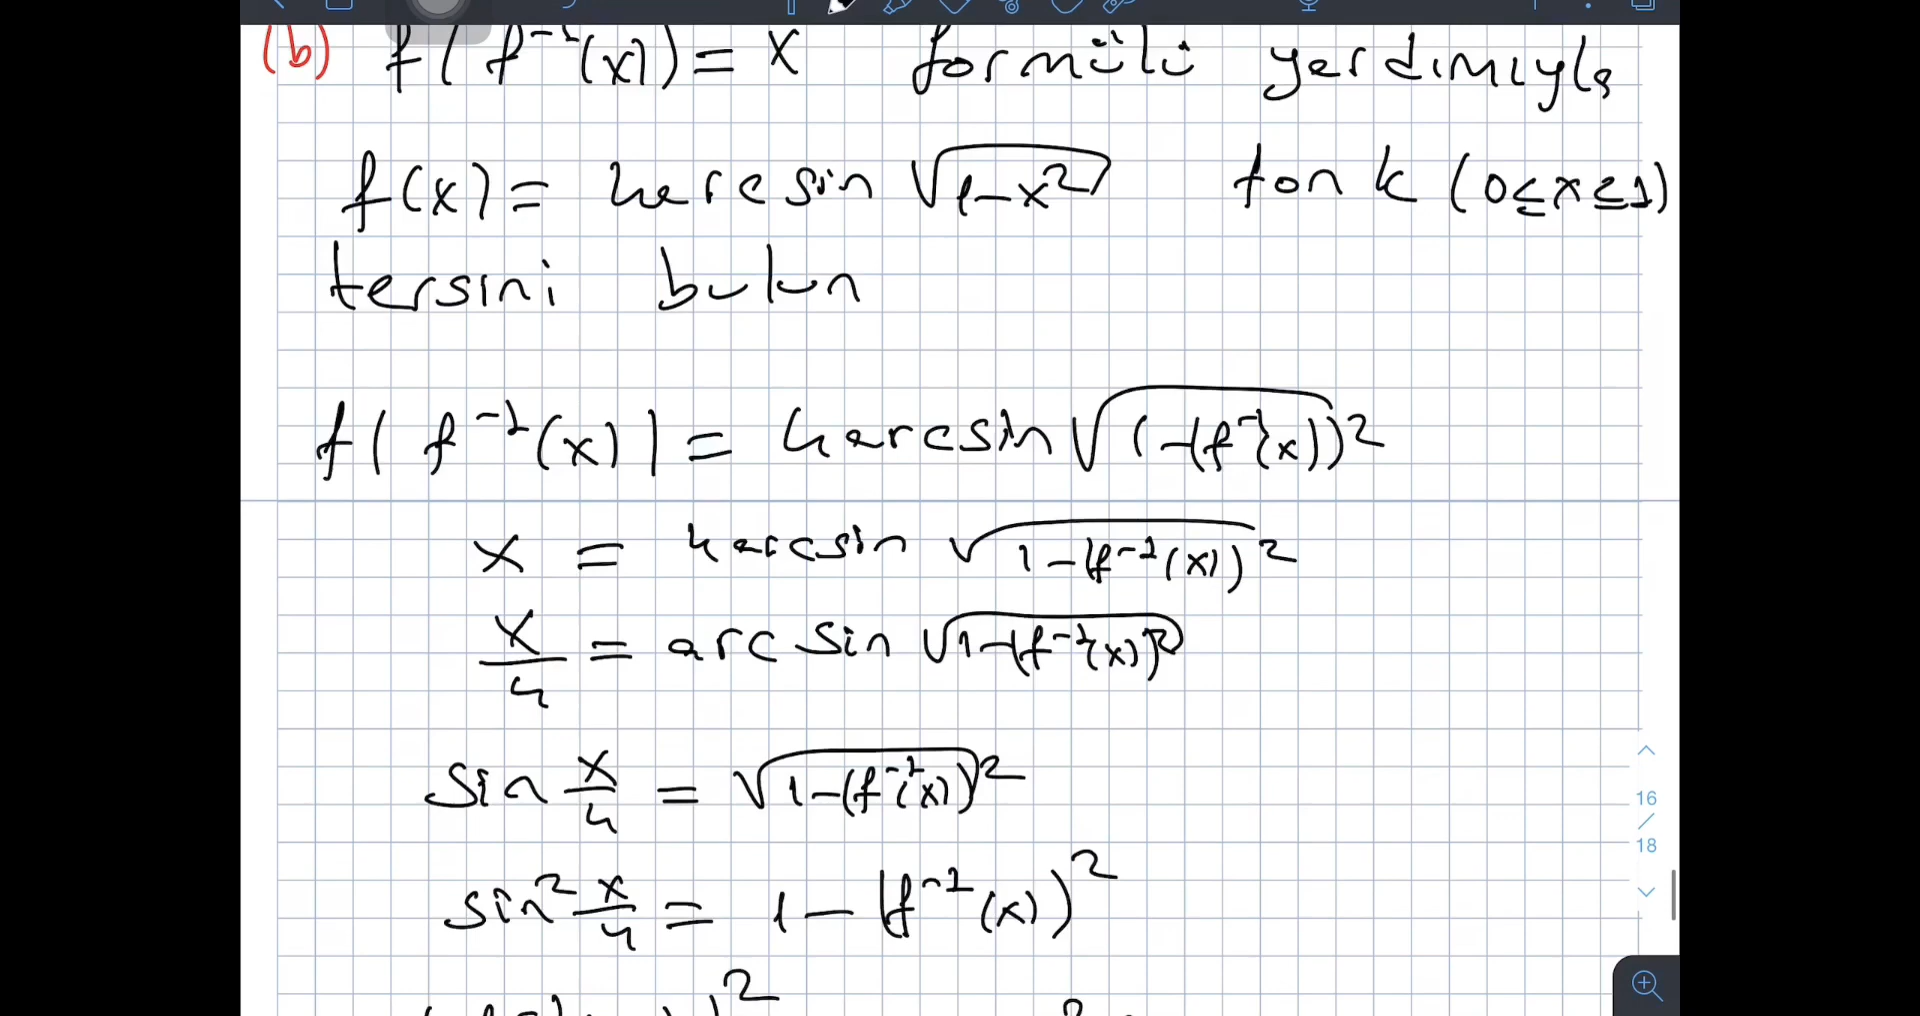 (b) f(f⁻¹(x)) = x formülü yardımıyla
f(x) = 4arcsin √(1-x²) fonk (0≤x≤1)
tersini bulun
f(f⁻¹(x)) = 4arcsin √(1-(f⁻¹(x))²)
x = 4arcsin √(1-(f⁻¹(x))²)
x/4 = arcsin √(1-(f⁻¹(x))²)
sin x/4 = √(1-(f⁻¹(x))²)
sin² x/4 = 1-(f⁻¹(x))²
16
/
18